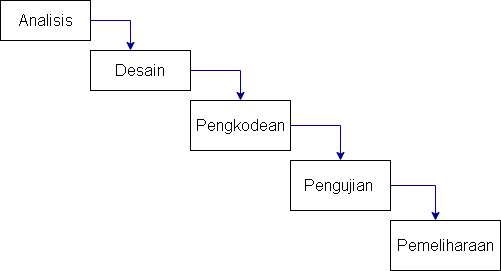 Analisis
Desain
Pengkodean
Pengujian
Pemeliharaan